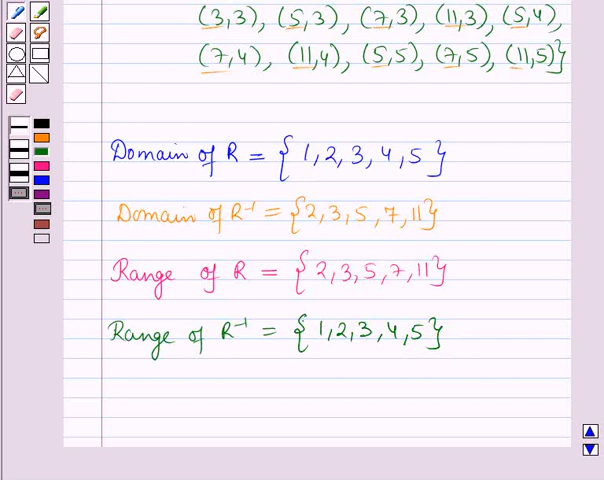 (3,3), (5,3), (7,3), (11,3), (5,4),
(7,4), (11,4), (5,5), (7,5), (11,5)}
Domain of R = { 1,2,3,4,5 }
Domain of R⁻¹ = {2,3,5,7,11}
Range of R = { 2,3,5,7,11}
Range of R⁻¹ = { 1,2,3,4,5}